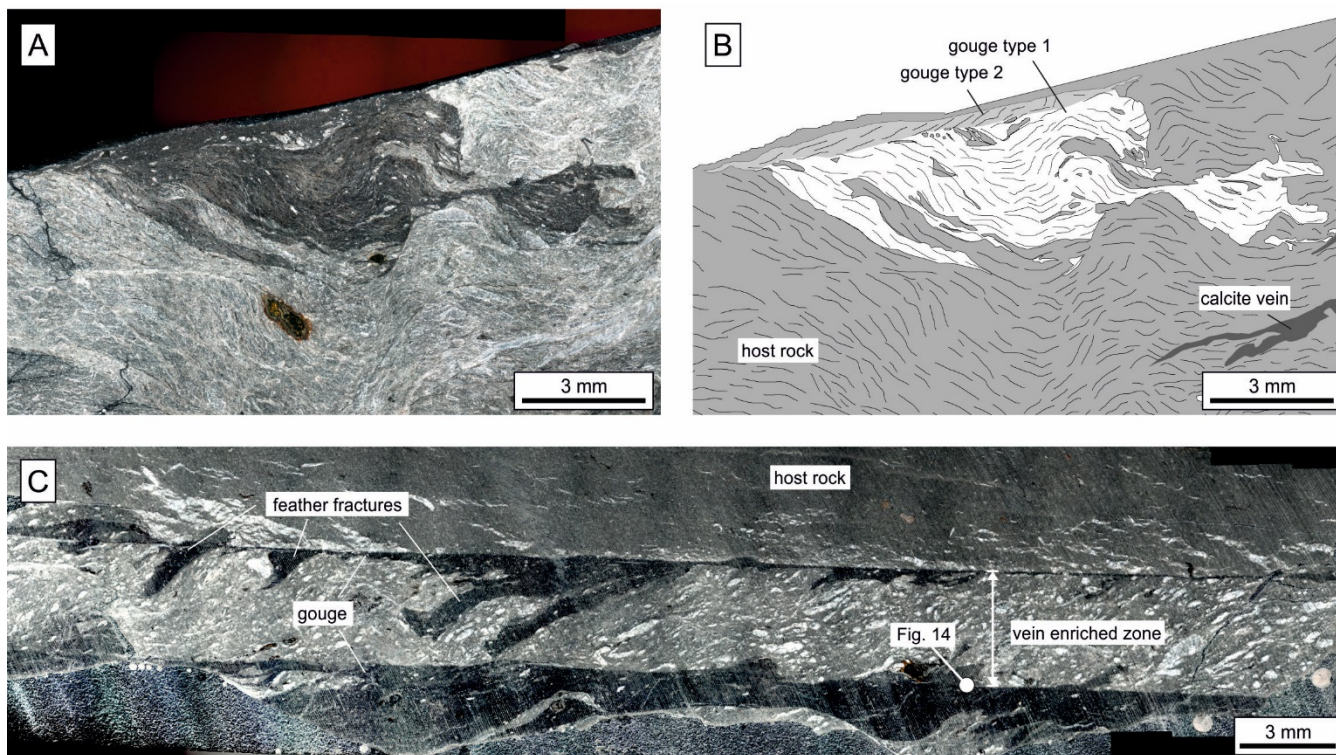 A
3 mm
B
gouge type 1
gouge type 2
calcite vein
host rock
3 mm
C
host rock
feather fractures
gouge
Fig. 14
vein enriched zone
3 mm